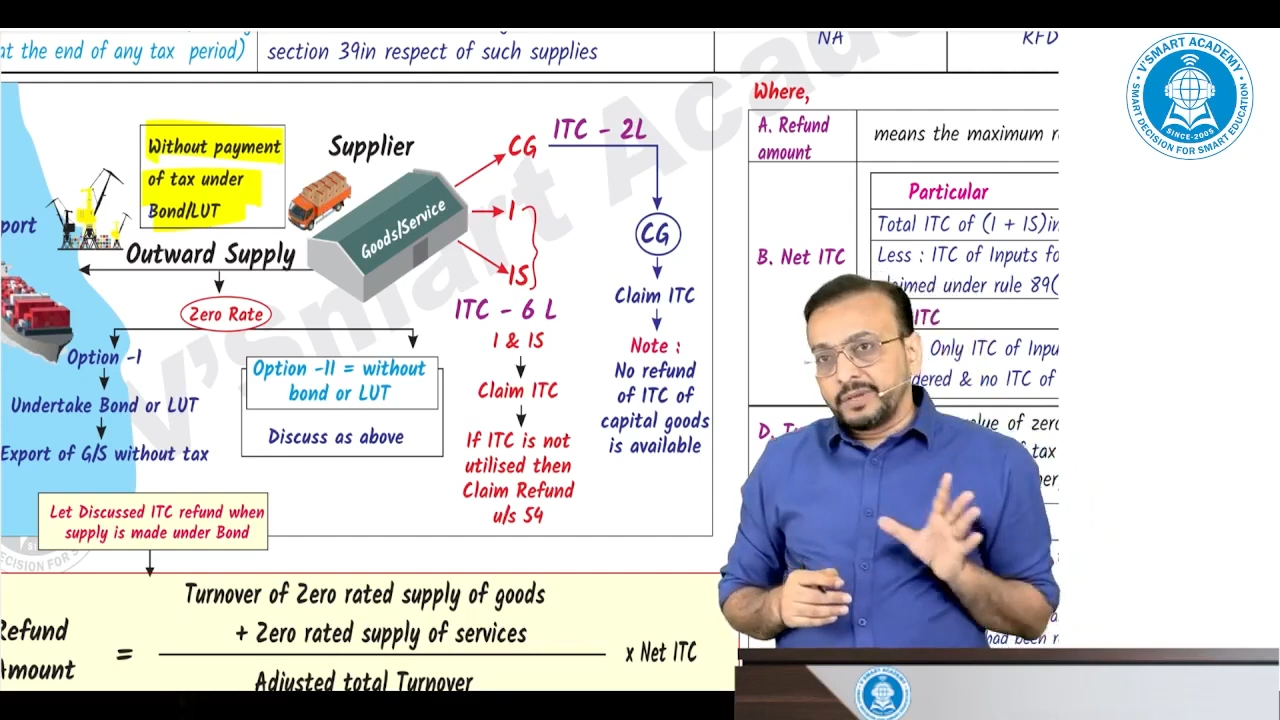 at the end of any tax period)
section 39in respect of such supplies
NA
RFD
Without payment
of tax under
Bond/LUT
Supplier
Goods/Service
CG
I
IS
ITC - 2L
CG
Claim ITC
Note :
No refund
of ITC of
capital goods
is available
ITC - 6 L
I & IS
Claim ITC
If ITC is not
utilised then
Claim Refund
u/s 54
port
Outward Supply
Zero Rate
Option -I
Undertake Bond or LUT
Export of G/S without tax
Option -II = without
bond or LUT
Discuss as above
Let Discussed ITC refund when
supply is made under Bond
Refund
Amount
=
Turnover of Zero rated supply of goods
+ Zero rated supply of services
Adjusted total Turnover
x Net ITC
Where,
A. Refund
amount
means the maximum
B. Net ITC
Particular
Total ITC of (I + IS)in
Less : ITC of Inputs
claimed under rule 89(
ITC
Only ITC of
& no ITC of
D.
of
of tax
had been
V'Smart Academy
V'SMART ACADEMY
SMART DECISION FOR SMART EDUCATION
SINCE-2005